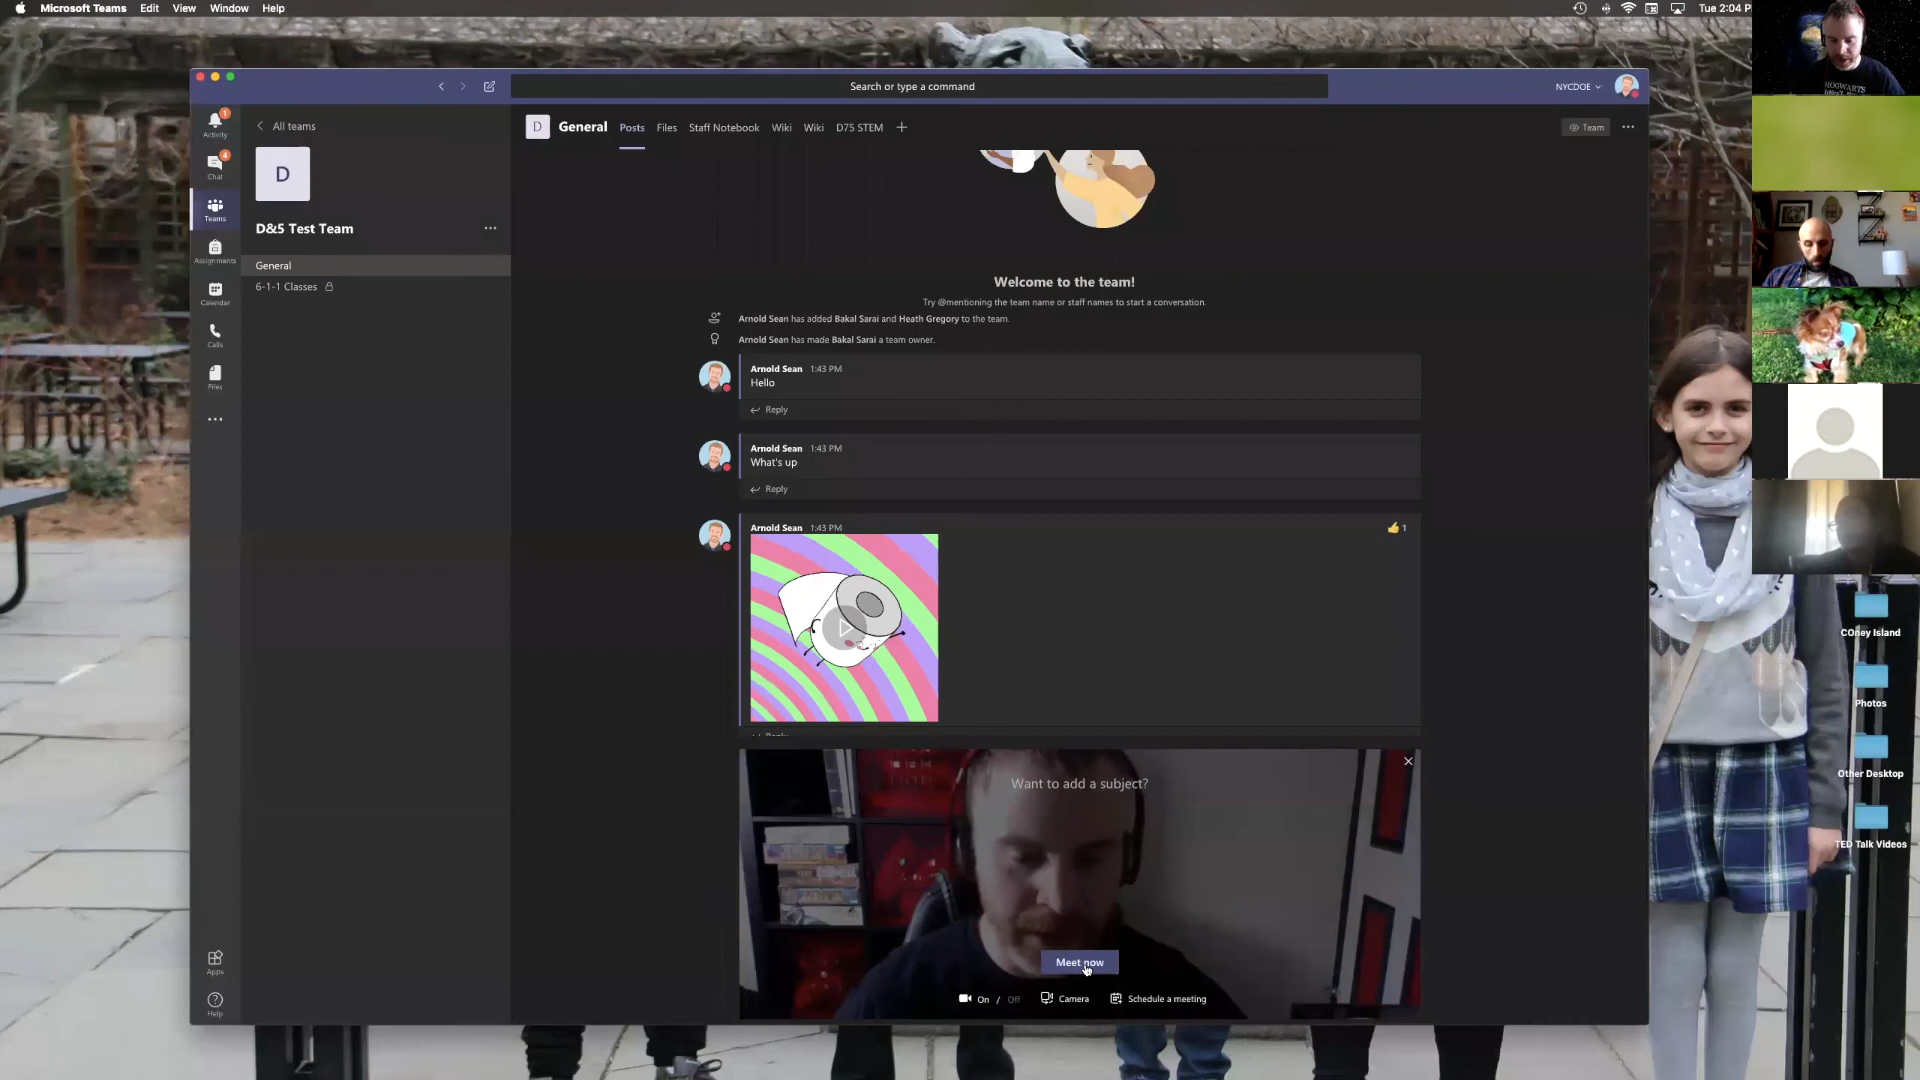 Microsoft Teams Edit View Window Help
Tue 2:04 P
Search or type a command
NYCDOE
HOGWARTS
1
Activity
4
Chat
Teams
Assignments
Calendar
Calls
Files
Apps
Help
All teams
D
D&5 Test Team
General
6-1-1 Classes
D General Posts Files Staff Notebook Wiki Wiki D75 STEM
Team
Welcome to the team!
Try @mentioning the team name or staff names to start a conversation.
Arnold Sean has added Bakal Sarai and Heath Gregory to the team.
Arnold Sean has made Bakal Sarai a team owner.
Arnold Sean 1:43 PM
Hello
Reply
Arnold Sean 1:43 PM
What's up
Reply
Arnold Sean 1:43 PM
1
Reply
Want to add a subject?
Meet now
On / Off Camera Schedule a meeting
COney Island
Photos
Other Desktop
TED Talk Videos